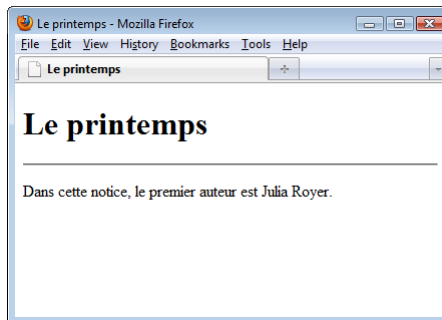 Le printemps - Mozilla Firefox
File Edit View History Bookmarks Tools Help
Le printemps
Le printemps
Dans cette notice, le premier auteur est Julia Royer.